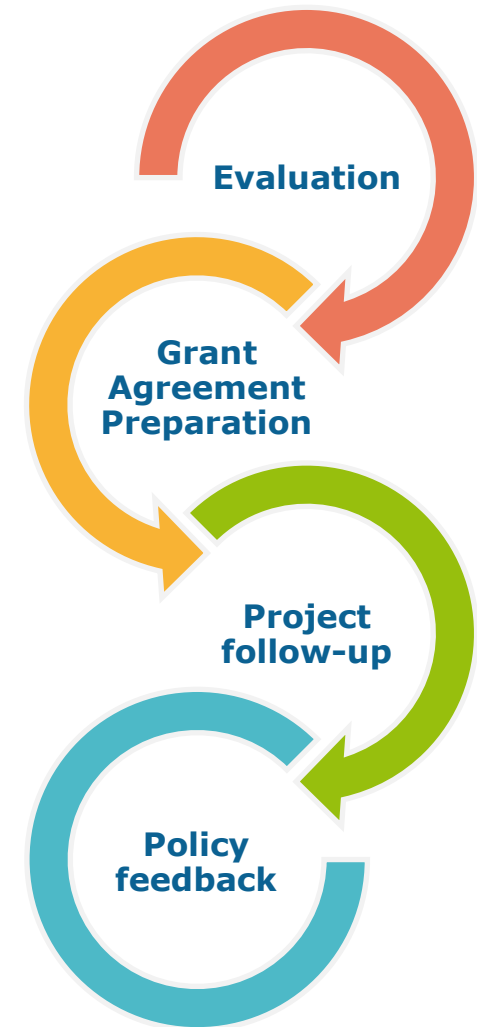 Evaluation
Grant
Agreement
Preparation
Project
follow-up
Policy
feedback